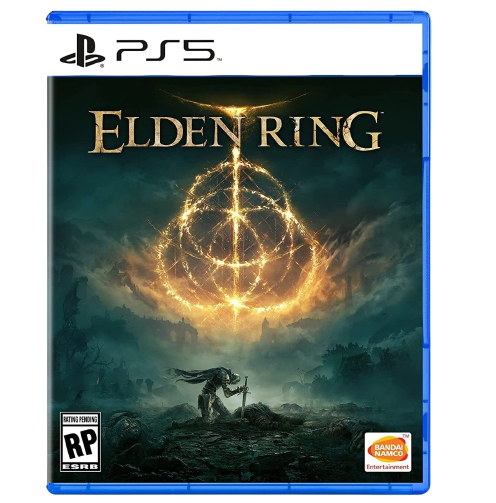 PS5
ELDEN RING
RATING PENDING
RP
ESRB
BANDAI
NAMCO
Entertainment